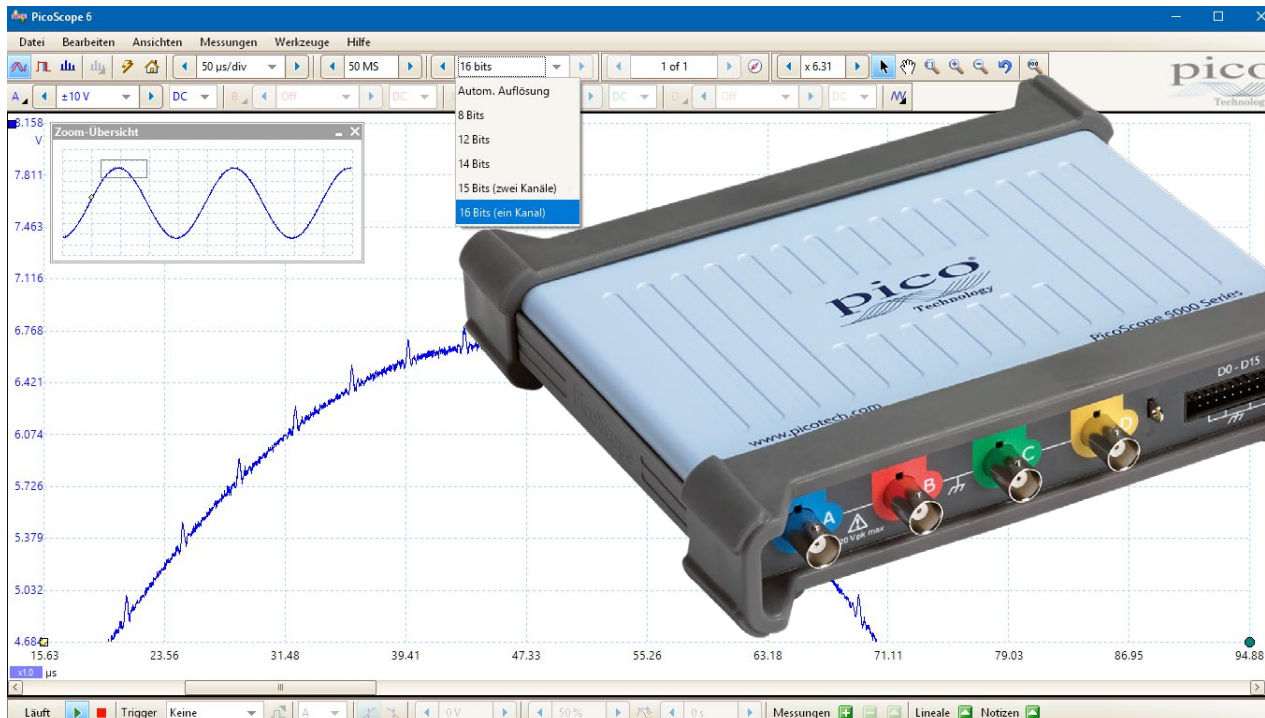 PicoScope 6
Datei Bearbeiten Ansichten Messungen Werkzeuge Hilfe
50 µs/div 50 MS 16 bits 1 of 1 x 6.31
pico
Technology
A ±10 V DC B Off DC DC D Off DC
Autom. Auflösung
8 Bits
12 Bits
14 Bits
15 Bits (zwei Kanäle)
16 Bits (ein Kanal)
Zoom-Übersicht
8.158
V
7.811
7.463
7.116
6.768
6.421
6.074
5.726
5.379
5.032
4.684
pico
Technology
PicoScope 5000 Series
www.picotech.com
PicoScope
D0 - D15
A B C D
20 Vpk max
15.63 23.56 31.48 39.41 47.33 55.26 63.18 71.11 79.03 86.95 94.88
x1.0 µs
Läuft Trigger Keine A 0 V 50 % 0 s Messungen Lineale Notizen